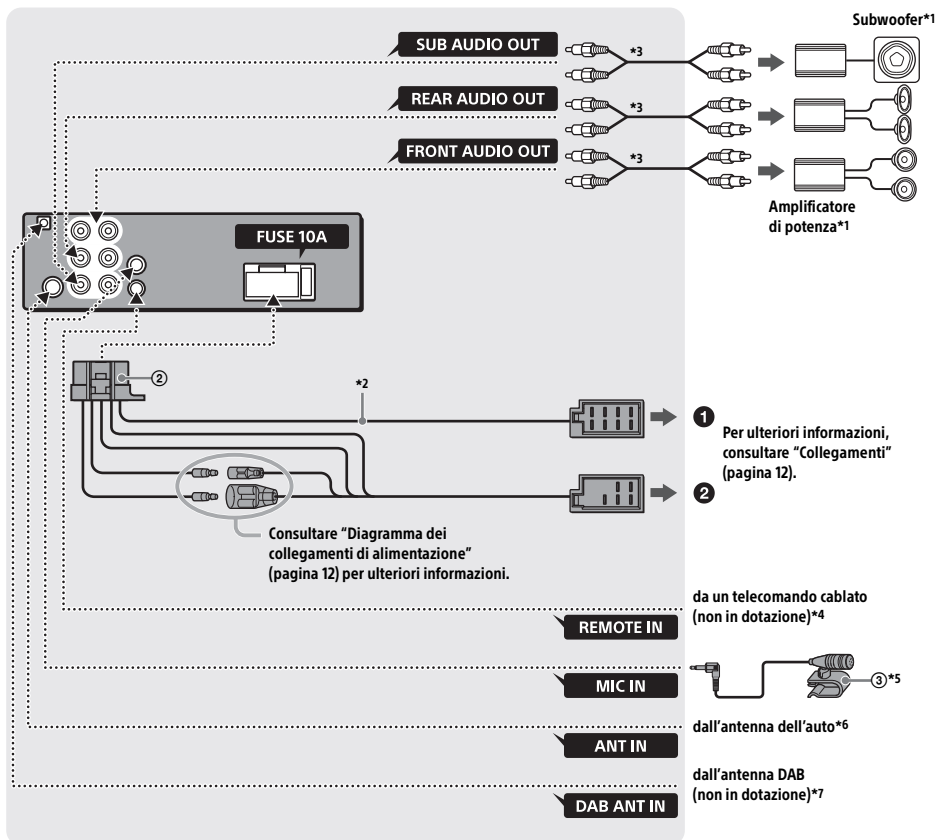 Subwoofer*1
SUB AUDIO OUT
*3
REAR AUDIO OUT
*3
FRONT AUDIO OUT
*3
Amplificatore
di potenza*1
FUSE 10A
②
*2
❶
Per ulteriori informazioni,
consultare “Collegamenti”
(pagina 12).
❷
Consultare “Diagramma dei
collegamenti di alimentazione”
(pagina 12) per ulteriori informazioni.
da un telecomando cablato
(non in dotazione)*4
REMOTE IN
③*5
MIC IN
dall'antenna dell'auto*6
ANT IN
dall'antenna DAB
(non in dotazione)*7
DAB ANT IN